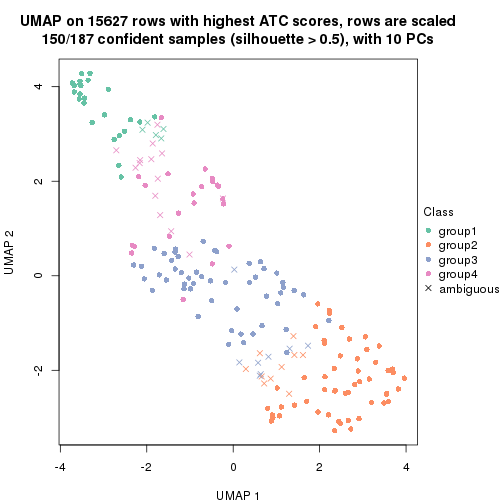 UMAP on 15627 rows with highest ATC scores, rows are scaled
150/187 confident samples (silhouette > 0.5), with 10 PCs
4
2
0
-2
UMAP 2
-4
-2
0
2
4
UMAP 1
Class
group1
group2
group3
group4
ambiguous